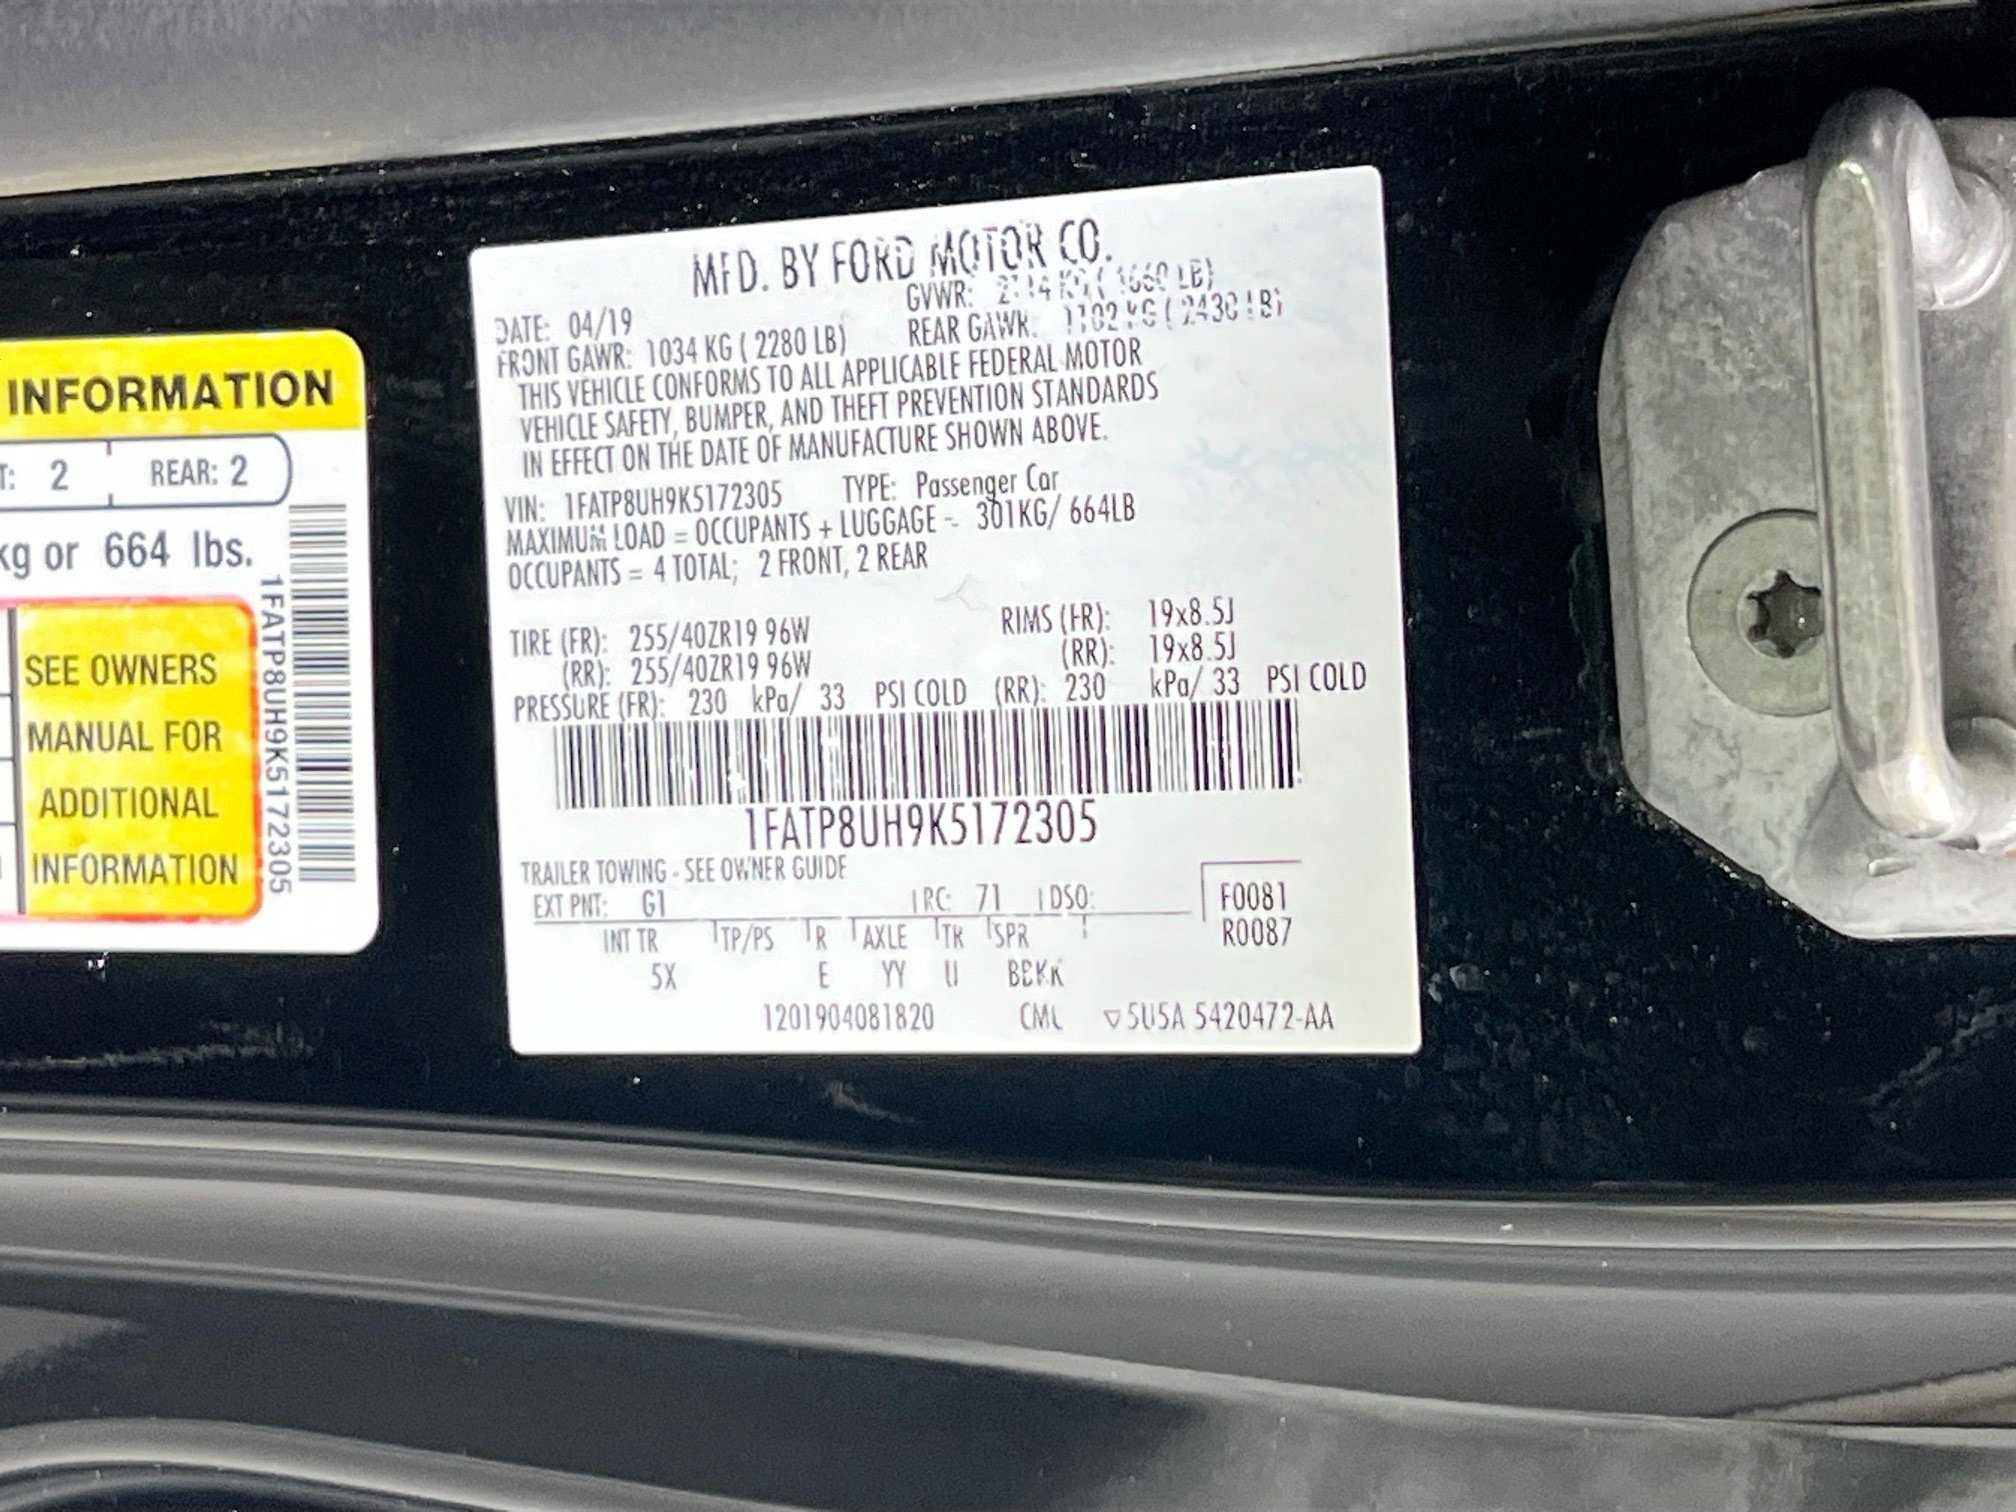 INFORMATION
T: 2 REAR: 2
kg or 664 lbs.
SEE OWNERS
MANUAL FOR
ADDITIONAL
INFORMATION
1FATP8UH9K5172305
MFD. BY FORD MOTOR CO.
DATE: 04/19 GVWR:
FRONT GAWR: 1034 KG ( 2280 LB) REAR GAWR: 1102 KG ( 2430 LB)
THIS VEHICLE CONFORMS TO ALL APPLICABLE FEDERAL MOTOR
VEHICLE SAFETY, BUMPER, AND THEFT PREVENTION STANDARDS
IN EFFECT ON THE DATE OF MANUFACTURE SHOWN ABOVE.
VIN: 1FATP8UH9K5172305 TYPE: Passenger Car
MAXIMUM LOAD = OCCUPANTS + LUGGAGE = 301KG/ 664LB
OCCUPANTS = 4 TOTAL; 2 FRONT, 2 REAR
TIRE (FR): 255/40ZR19 96W RIMS (FR): 19x8.5J
(RR): 255/40ZR19 96W (RR): 19x8.5J
PRESSURE (FR): 230 kPa/ 33 PSI COLD (RR): 230 kPa/ 33 PSI COLD
1FATP8UH9K5172305
TRAILER TOWING - SEE OWNER GUIDE
EXT PNT: G1 RC: 71 DSO: F0081
INT TR TP/PS R AXLE TR SPR R0087
5X E YY U
1201904081820 CML ▽5U5A 5420472-AA